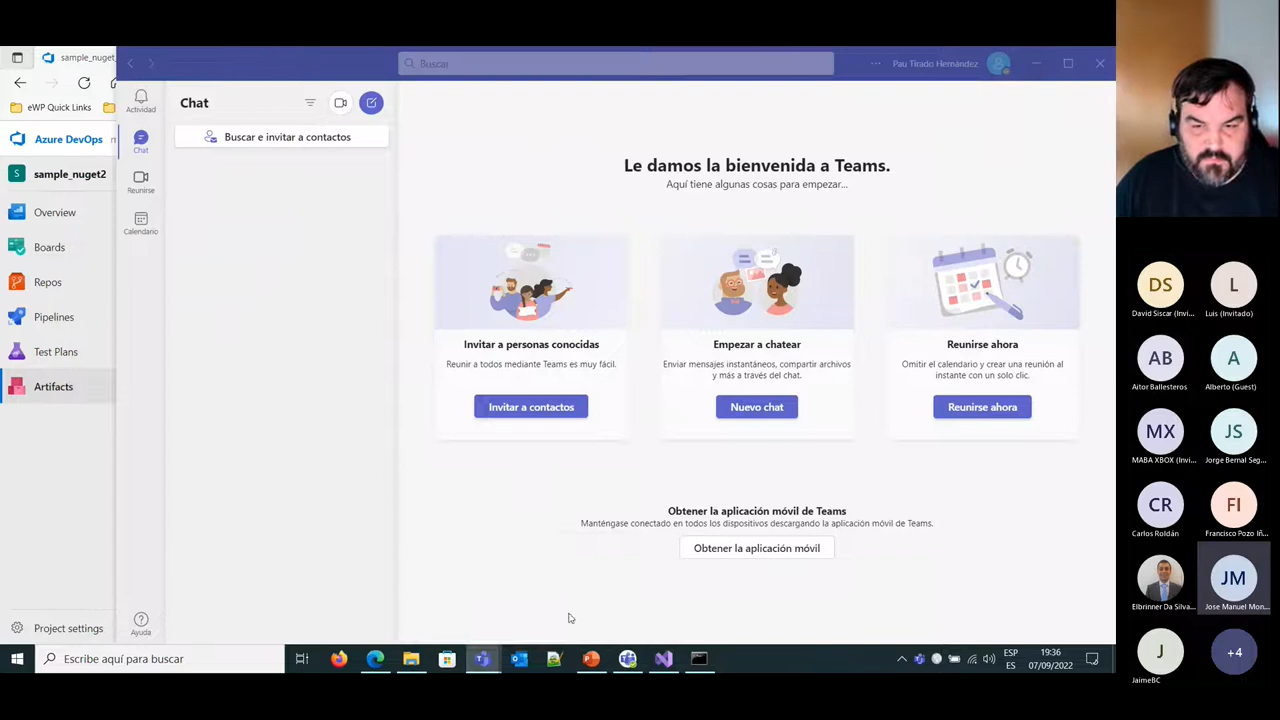 sample_nuget
eWP Quick Links
Azure DevOps
S
sample_nuget2
Overview
Boards
Repos
Pipelines
Test Plans
Artifacts
Project settings
Buscar
Pau Tirado Hernández
Actividad
Chat
Reunirse
Calendario
Ayuda
Chat
Buscar e invitar a contactos
Le damos la bienvenida a Teams.
Aquí tiene algunas cosas para empezar...
Invitar a personas conocidas
Reunir a todos mediante Teams es muy fácil.
Invitar a contactos
Empezar a chatear
Enviar mensajes instantáneos, compartir archivos
y más a través del chat.
Nuevo chat
Reunirse ahora
Omitir el calendario y crear una reunión al
instante con un solo clic.
Reunirse ahora
Obtener la aplicación móvil de Teams
Manténgase conectado en todos los dispositivos descargando la aplicación móvil de Teams.
Obtener la aplicación móvil
Escribe aquí para buscar
ESP
ES
19:36
07/09/2022
DS
David Siscar (Invi...
L
Luis (Invitado)
AB
Aitor Ballesteros
A
Alberto (Guest)
MX
MABA XBOX (Invi...
JS
Jorge Bernal Seg...
CR
Carlos Roldán
FI
Francisco Pozo Iñ...
Elbrinner Da Silva...
JM
Jose Manuel Mon...
J
JaimeBC
+4